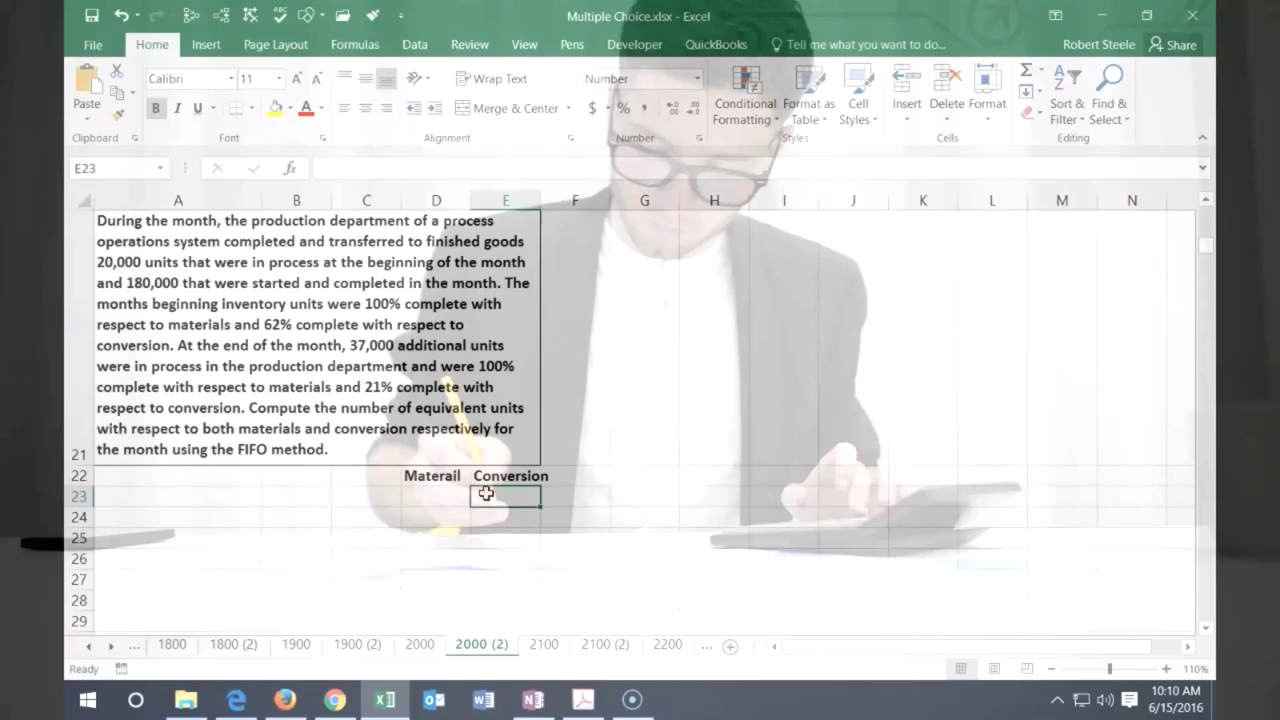 Multiple Choice.xlsx - Excel
File Home Insert Page Layout Formulas Data Review View Pens Developer QuickBooks Tell me what you want to do... Robert Steele Share
Paste
Calibri 11
B I U
Wrap Text
Merge & Center
Number
$ % ,
Conditional Formatting
Format as Table
Cell Styles
Insert Delete Format
Sort & Filter
Find & Select
Clipboard Font Alignment Number Styles Cells Editing
E23 fx
A B C D E F G H I J K L M N
During the month, the production department of a process
operations system completed and transferred to finished goods
20,000 units that were in process at the beginning of the month
and 180,000 that were started and completed in the month. The
months beginning inventory units were 100% complete with
respect to materials and 62% complete with respect to
conversion. At the end of the month, 37,000 additional units
were in process in the production department and were 100%
complete with respect to materials and 21% complete with
respect to conversion. Compute the number of equivalent units
with respect to both materials and conversion respectively for
21 the month using the FIFO method.
22 Materail Conversion
23
24
25
26
27
28
29
... 1800 1800 (2) 1900 1900 (2) 2000 2000 (2) 2100 2100 (2) 2200 ...
Ready 110%
10:10 AM
6/15/2016